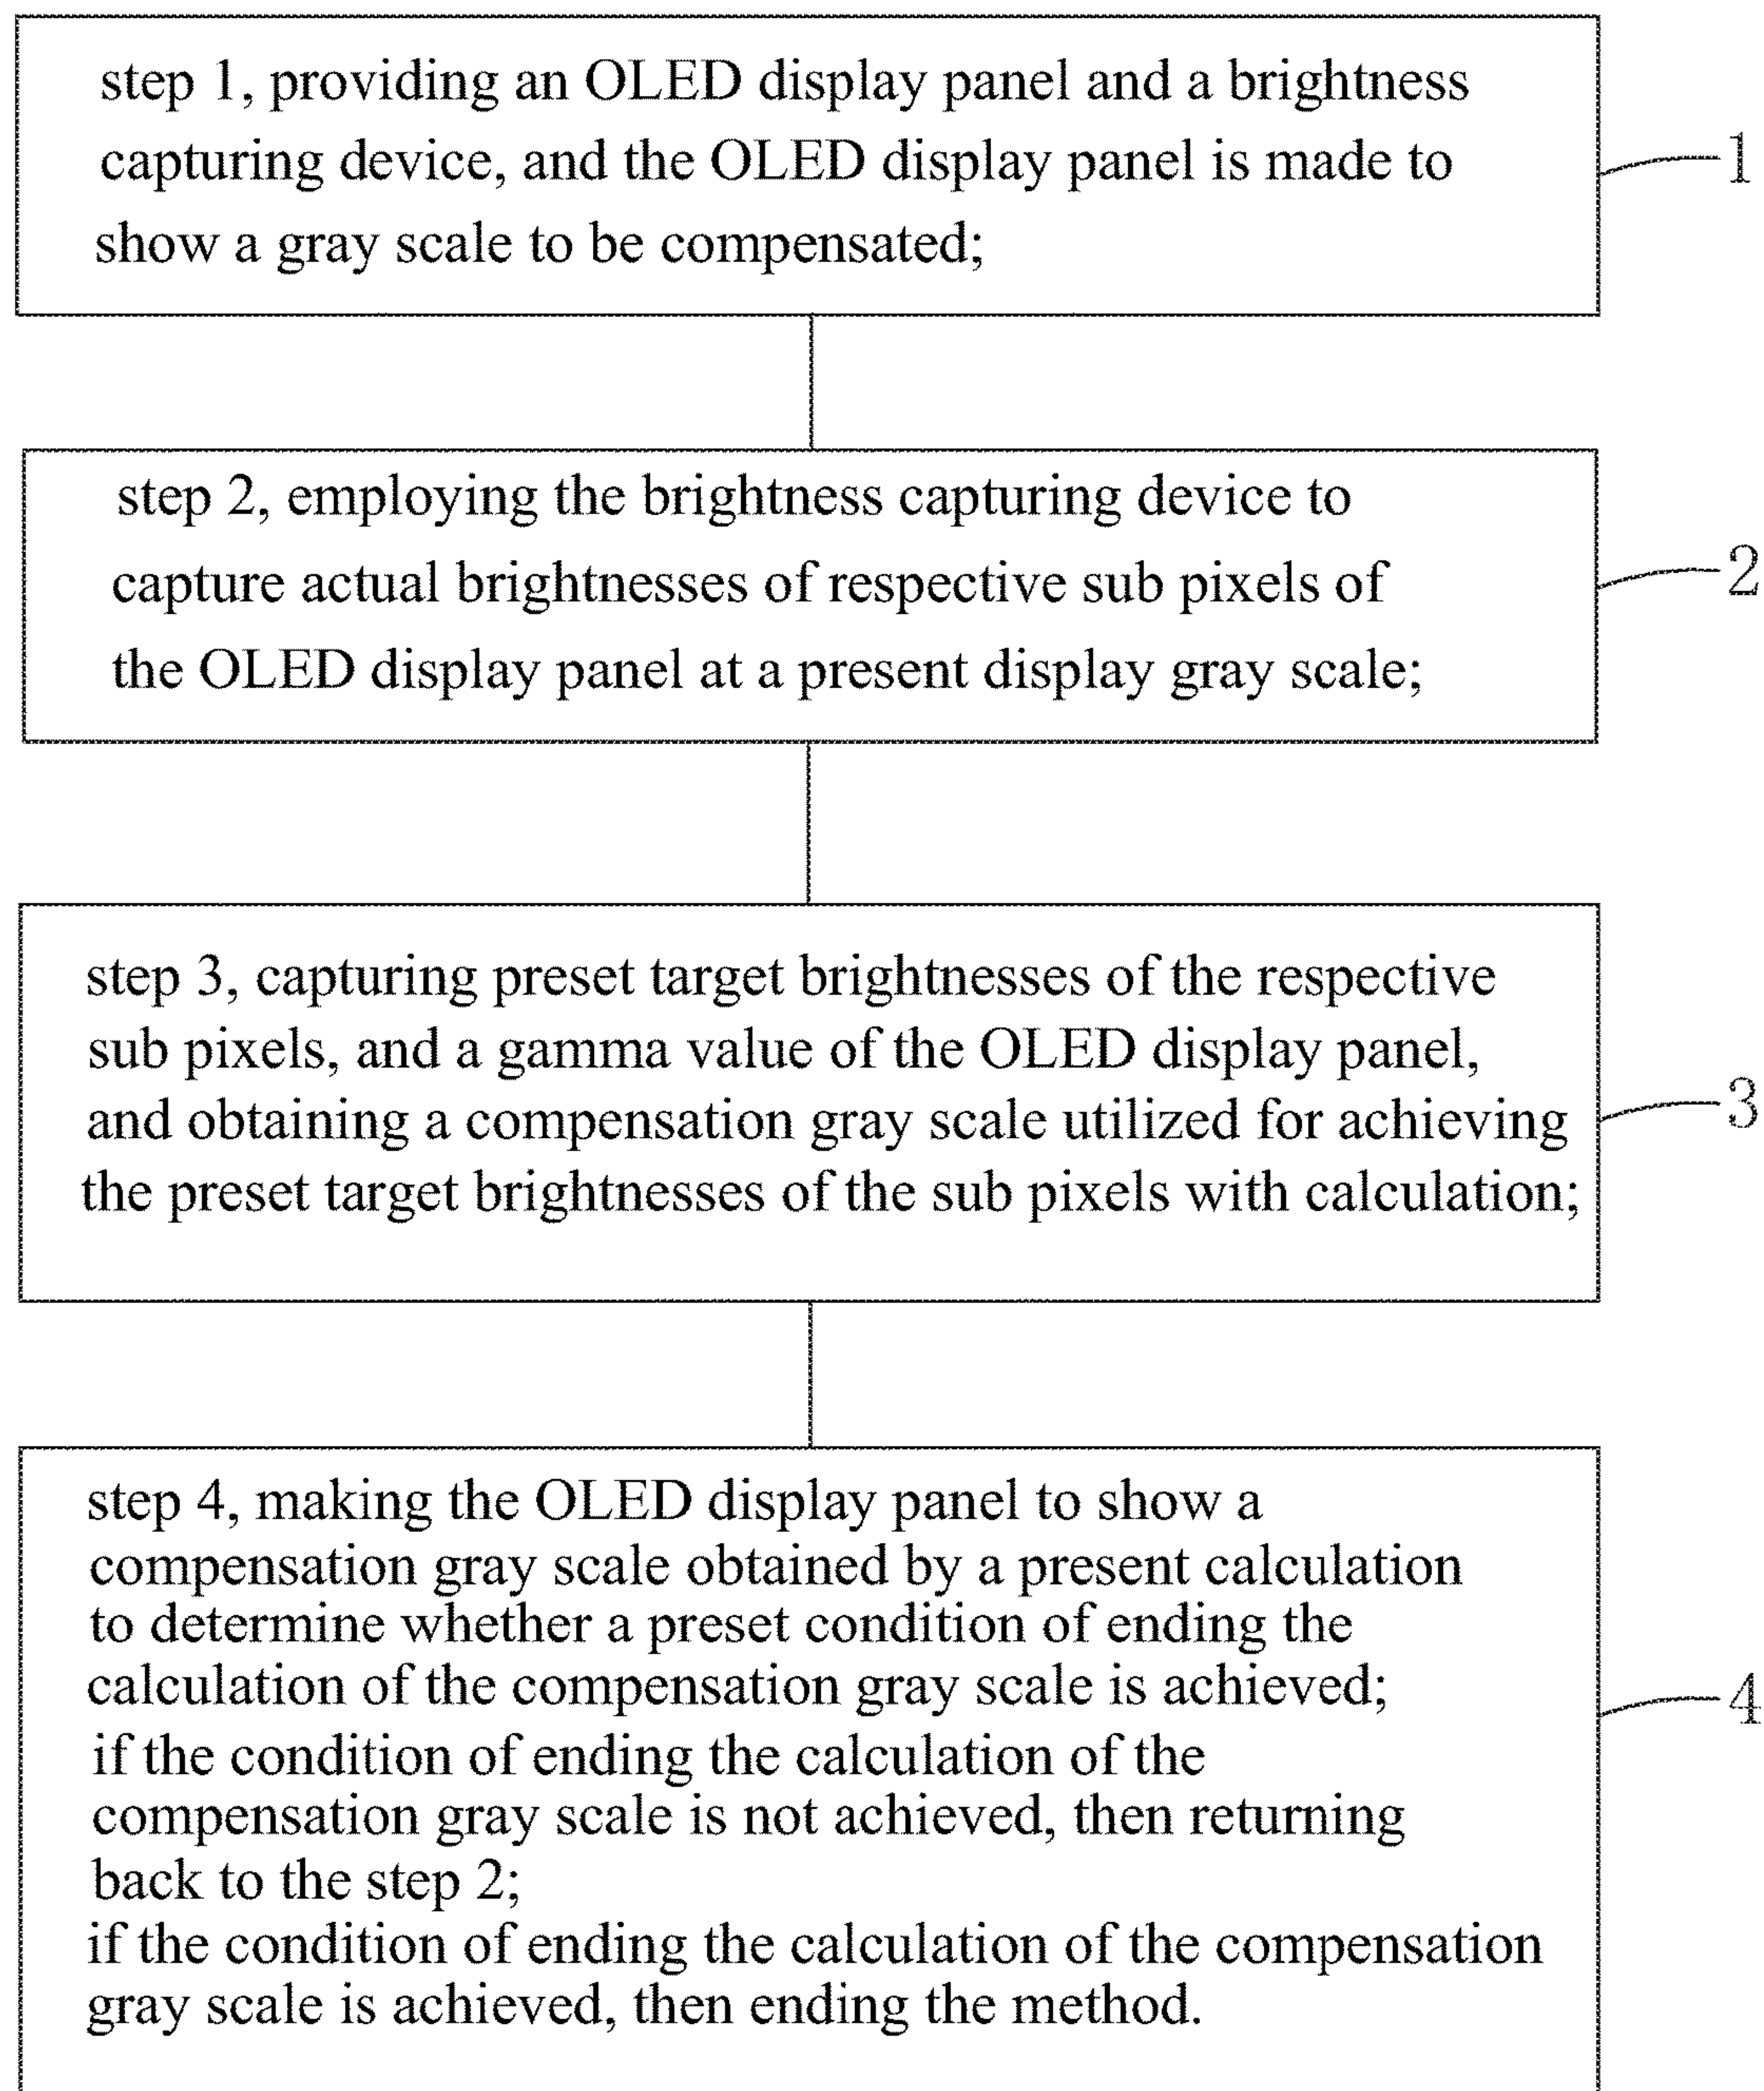 step 1, providing an OLED display panel and a brightness
capturing device, and the OLED display panel is made to
show a gray scale to be compensated;
1
step 2, employing the brightness capturing device to
capture actual brightnesses of respective sub pixels of
the OLED display panel at a present display gray scale;
2
step 3, capturing preset target brightnesses of the respective
sub pixels, and a gamma value of the OLED display panel,
and obtaining a compensation gray scale utilized for achieving
the preset target brightnesses of the sub pixels with calculation;
3
step 4, making the OLED display panel to show a
compensation gray scale obtained by a present calculation
to determine whether a preset condition of ending the
calculation of the compensation gray scale is achieved;
if the condition of ending the calculation of the
compensation gray scale is not achieved, then returning
back to the step 2;
if the condition of ending the calculation of the compensation
gray scale is achieved, then ending the method.
4